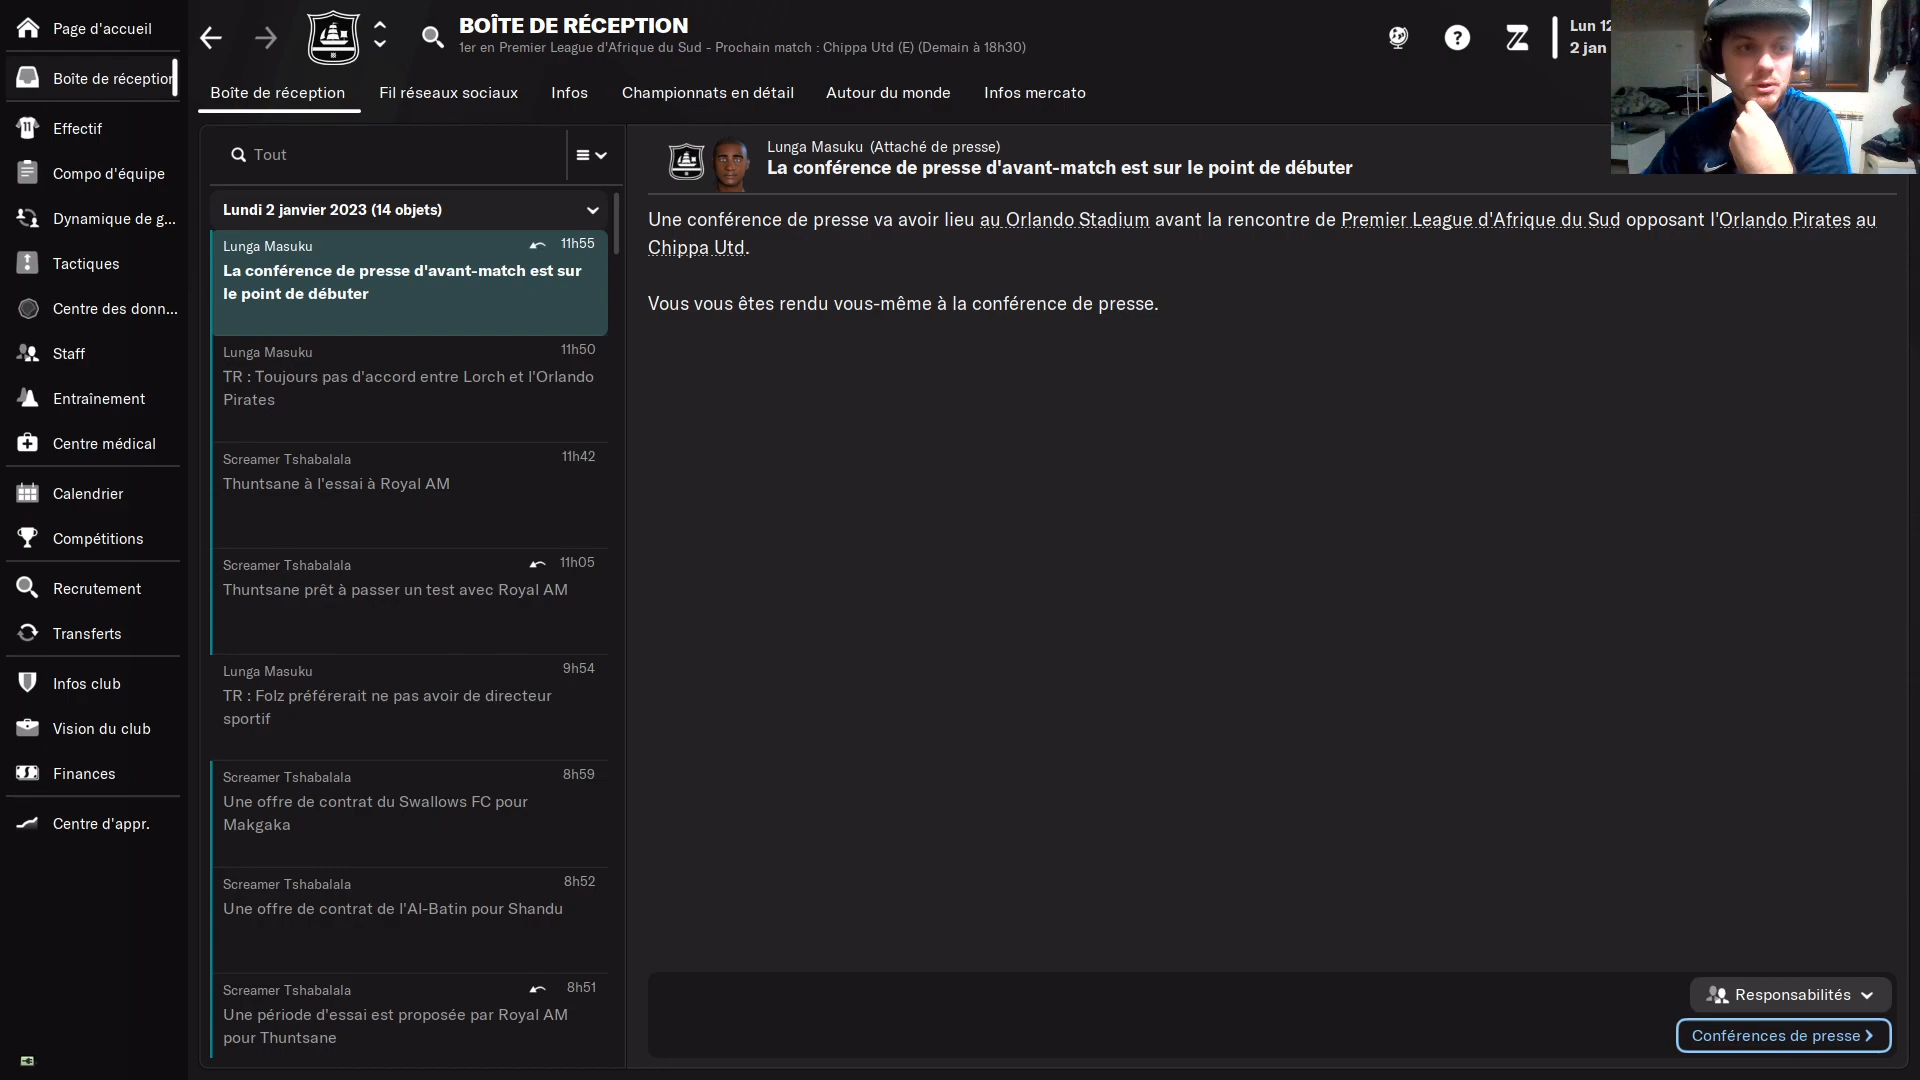 Page d'accueil
Boîte de réception
Effectif
Compo d'équipe
Dynamique de g...
Tactiques
Centre des donn...
Staff
Entraînement
Centre médical
Calendrier
Compétitions
Recrutement
Transferts
Infos club
Vision du club
Finances
Centre d'appr.
BOÎTE DE RÉCEPTION
1er en Premier League d'Afrique du Sud - Prochain match : Chippa Utd (E) (Demain à 18h30)
Lun 12
2 jan
Boîte de réception Fil réseaux sociaux Infos Championnats en détail Autour du monde Infos mercato
Tout
Lundi 2 janvier 2023 (14 objets)
Lunga Masuku 11h55
La conférence de presse d'avant-match est sur
le point de débuter
Lunga Masuku 11h50
TR : Toujours pas d'accord entre Lorch et l'Orlando
Pirates
Screamer Tshabalala 11h42
Thuntsane à l'essai à Royal AM
Screamer Tshabalala 11h05
Thuntsane prêt à passer un test avec Royal AM
Lunga Masuku 9h54
TR : Folz préférerait ne pas avoir de directeur
sportif
Screamer Tshabalala 8h59
Une offre de contrat du Swallows FC pour
Makgaka
Screamer Tshabalala 8h52
Une offre de contrat de l'Al-Batin pour Shandu
Screamer Tshabalala 8h51
Une période d'essai est proposée par Royal AM
pour Thuntsane
Lunga Masuku (Attaché de presse)
La conférence de presse d'avant-match est sur le point de débuter
Une conférence de presse va avoir lieu au Orlando Stadium avant la rencontre de Premier League d'Afrique du Sud opposant l'Orlando Pirates au
Chippa Utd.
Vous vous êtes rendu vous-même à la conférence de presse.
Responsabilités
Conférences de presse